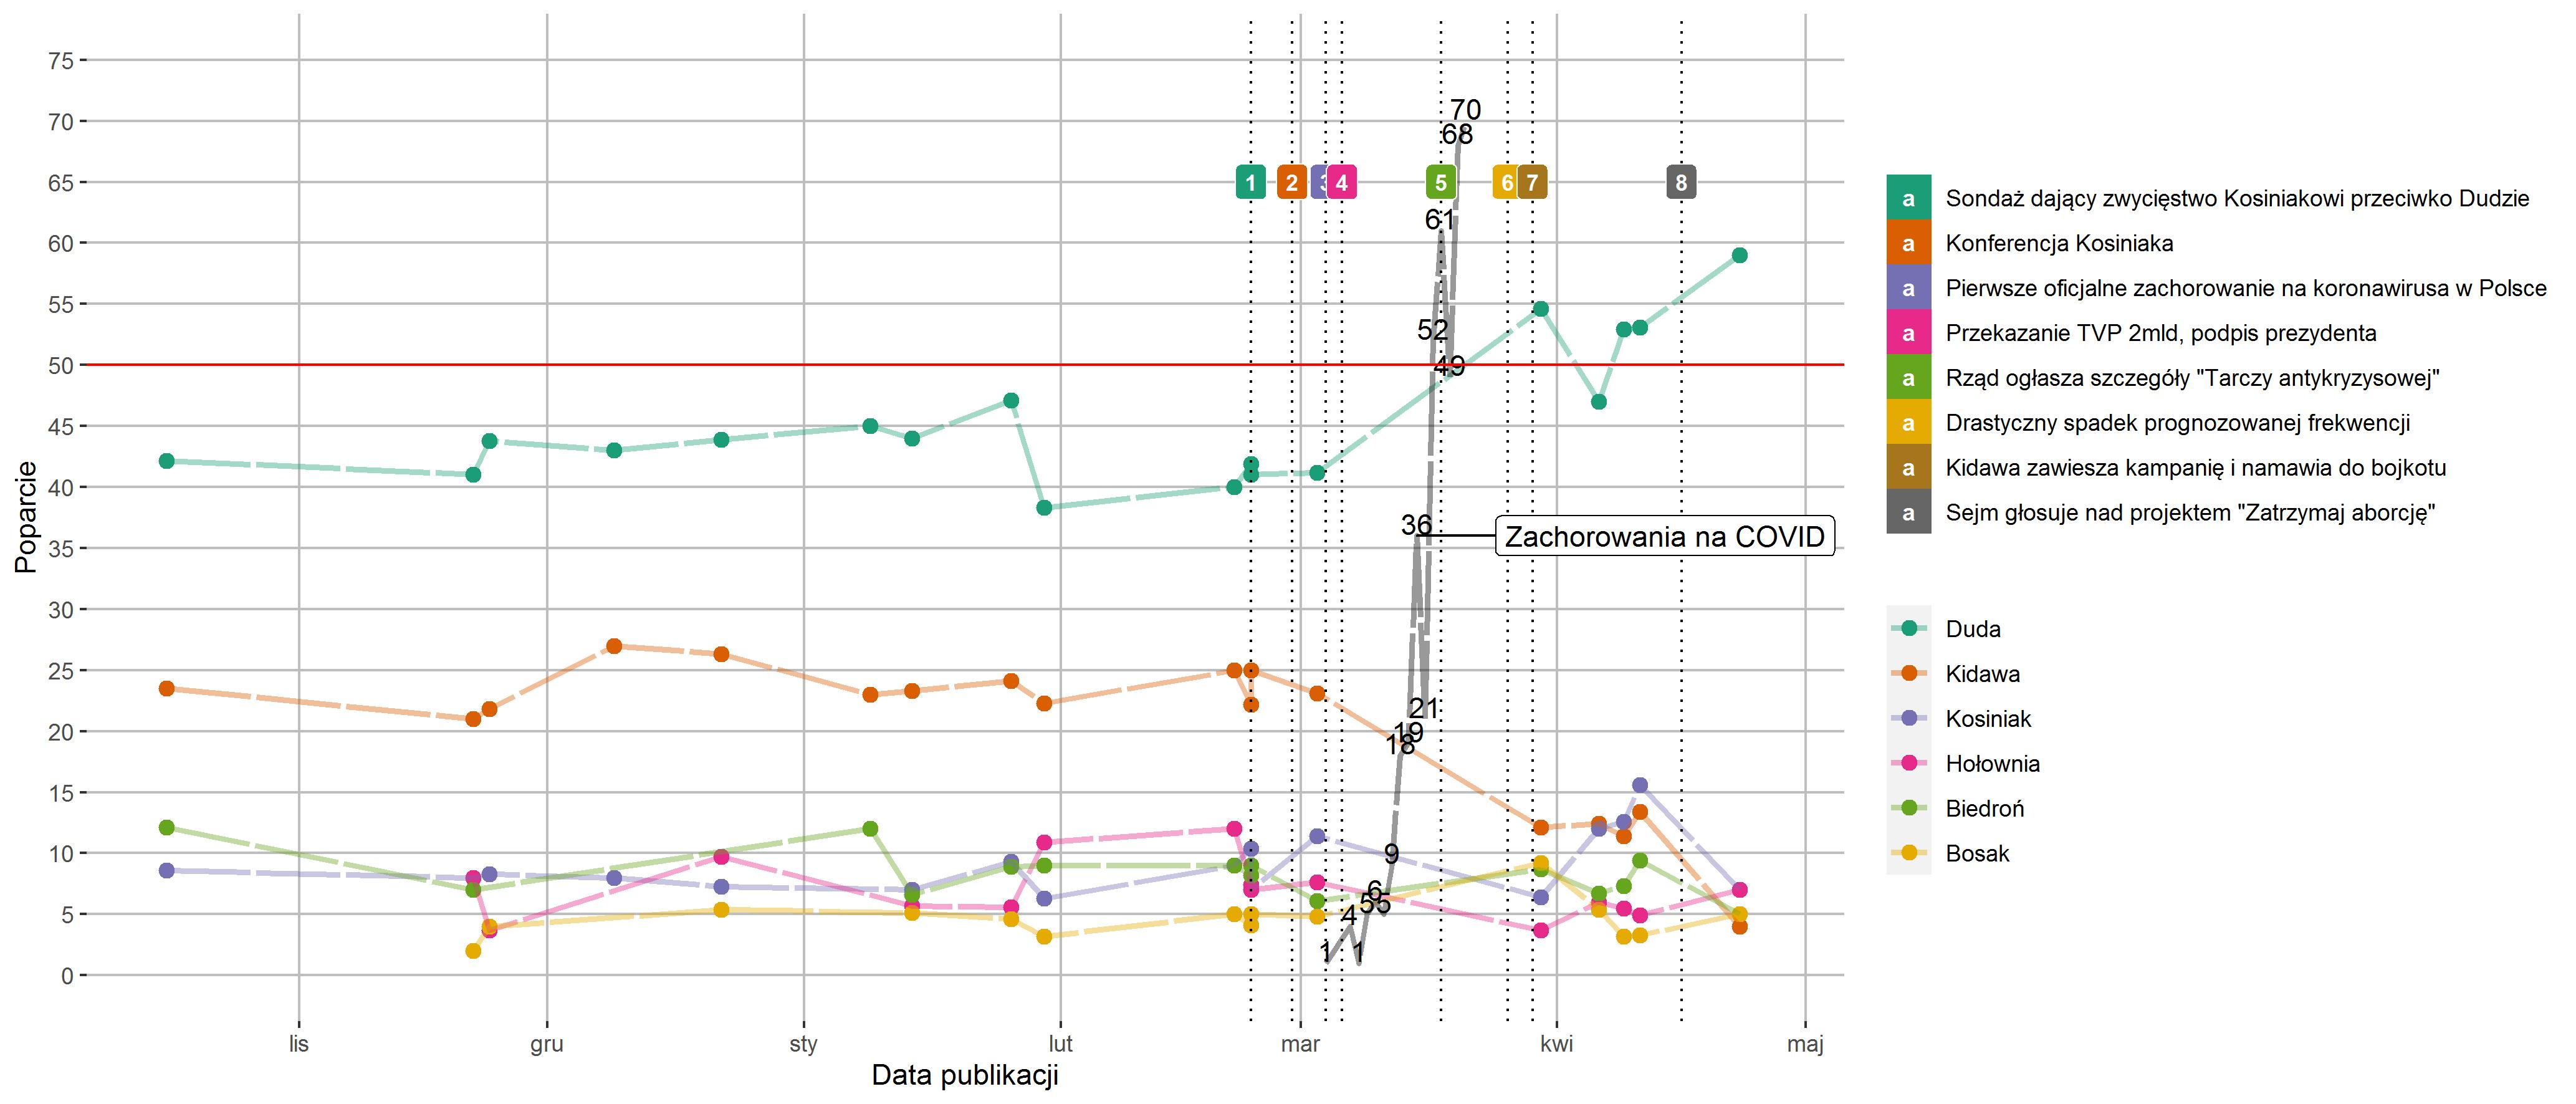 75
70
65
60
55
50
45
40
35
30
25
20
15
10
5
0
Poparcie
lis gru sty lut mar kwi maj
Data publikacji
1 2 3 4 5 6 7 8
70
68
61
52
49
36
Zachorowania na COVID
21
19
18
9
6
5 5
4
1 1
a Sondaż dający zwycięstwo Kosiniakowi przeciwko Dudzie
a Konferencja Kosiniaka
a Pierwsze oficjalne zachorowanie na koronawirusa w Polsce
a Przekazanie TVP 2mld, podpis prezydenta
a Rząd ogłasza szczegóły "Tarczy antykryzysowej"
a Drastyczny spadek prognozowanej frekwencji
a Kidawa zawiesza kampanię i namawia do bojkotu
a Sejm głosuje nad projektem "Zatrzymaj aborcję"
Duda
Kidawa
Kosiniak
Hołownia
Biedroń
Bosak